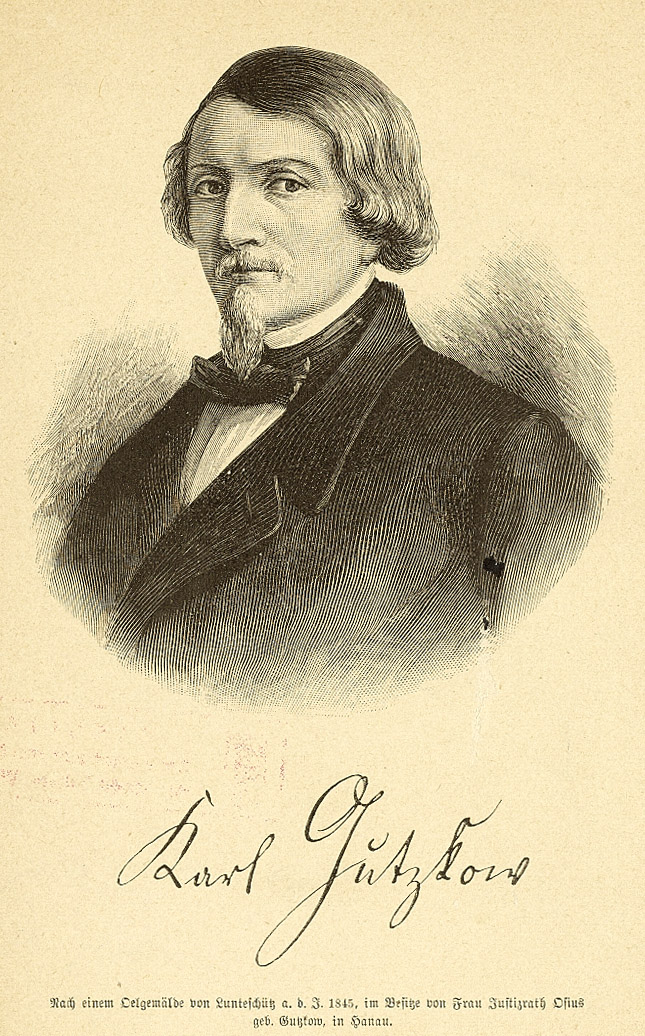 Karl Gutzkow
Nach einem Oelgemälde von Lunteschütz a. d. J. 1845, im Besitze von Frau Justizrath Osius
geb. Gutzkow, in Hanau.